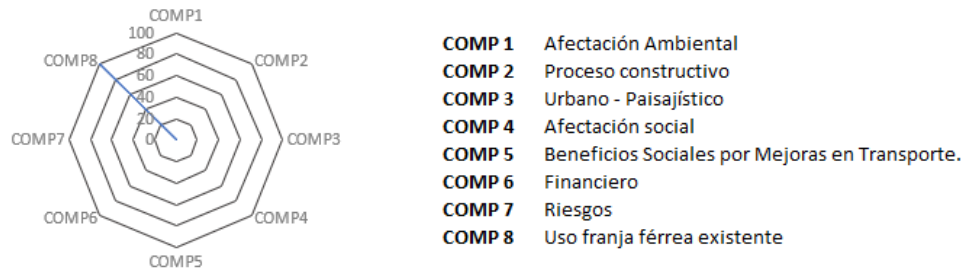 COMP1
100
80
60
40
20
0
COMP2
COMP3
COMP4
COMP5
COMP6
COMP7
COMP8
COMP 1 Afectación Ambiental
COMP 2 Proceso constructivo
COMP 3 Urbano - Paisajístico
COMP 4 Afectación social
COMP 5 Beneficios Sociales por Mejoras en Transporte.
COMP 6 Financiero
COMP 7 Riesgos
COMP 8 Uso franja férrea existente